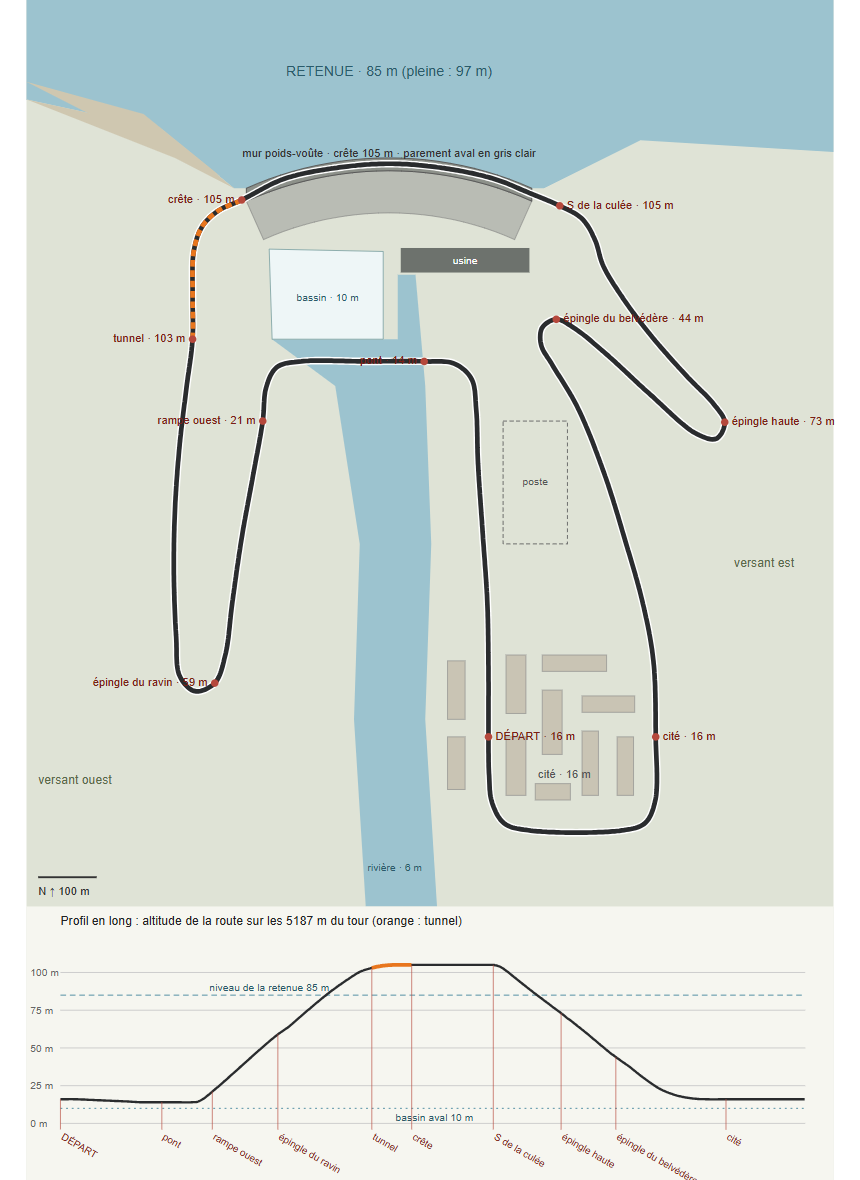 RETENUE · 85 m (pleine : 97 m)
mur poids-voûte · crête 105 m · parement aval en gris clair
crête · 105 m
S de la culée · 105 m
usine
bassin · 10 m
épingle du belvédère · 44 m
tunnel · 103 m
pont · 14 m
rampe ouest · 21 m
épingle haute · 73 m
poste
versant est
épingle du ravin · 59 m
DÉPART · 16 m
cité · 16 m
cité · 16 m
versant ouest
rivière · 6 m
N ↑ 100 m
Profil en long : altitude de la route sur les 5187 m du tour (orange : tunnel)
100 m
niveau de la retenue 85 m
75 m
50 m
25 m
bassin aval 10 m
0 m
DÉPART
pont
rampe ouest
épingle du ravin
tunnel
crête
S de la culée
épingle haute
épingle du belvédère
cité